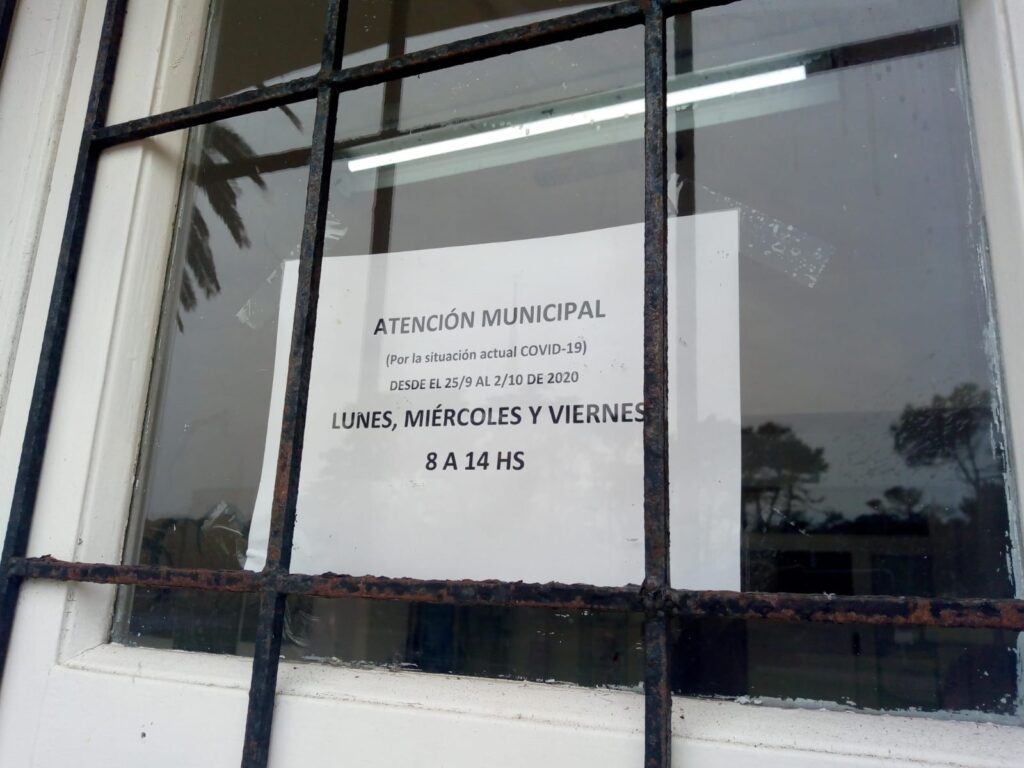 ATENCIÓN MUNICIPAL
(Por la situación actual COVID-19)
DESDE EL 25/9 AL 2/10 DE 2020
LUNES, MIÉRCOLES Y VIERNES
8 A 14 HS